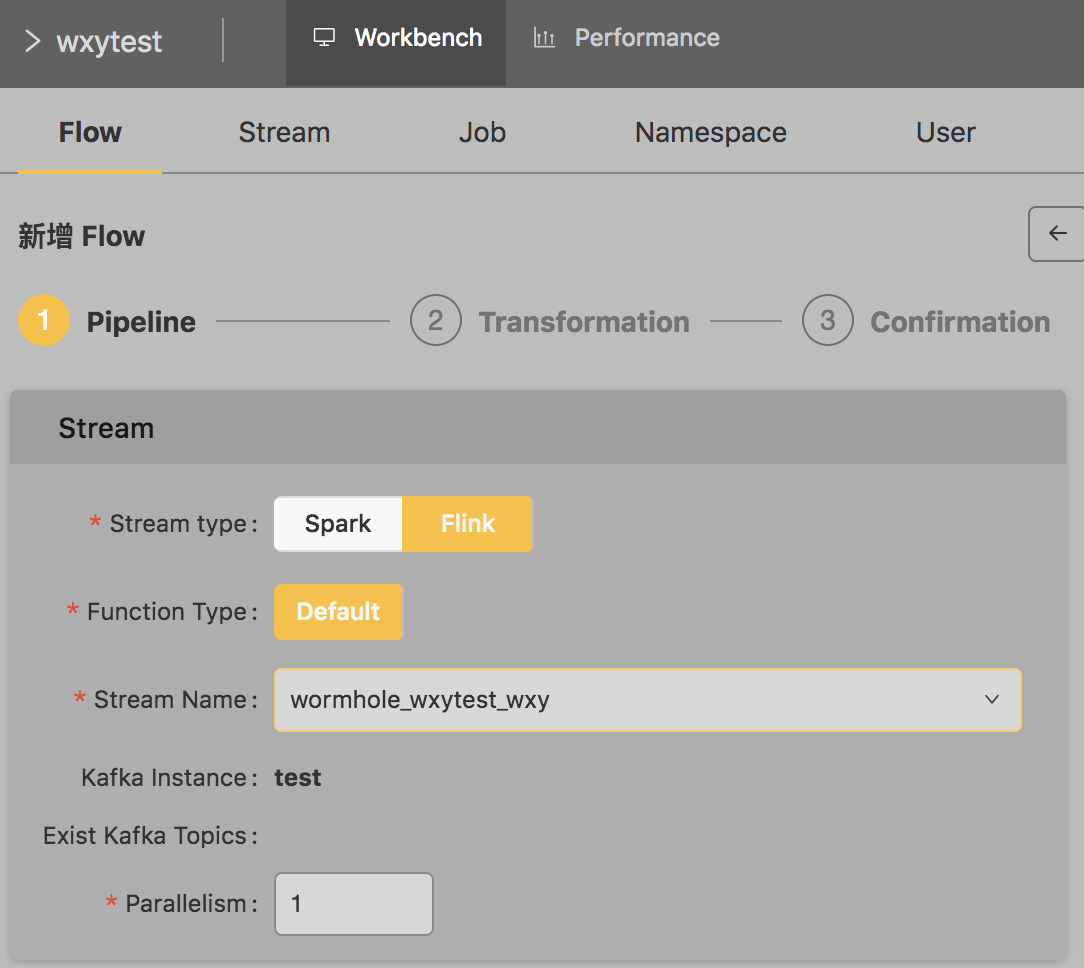 wxytest Workbench Performance
Flow Stream Job Namespace User
新增 Flow
1 Pipeline 2 Transformation 3 Confirmation
Stream
* Stream type : Spark Flink
* Function Type : Default
* Stream Name : wormhole_wxytest_wxy
Kafka Instance : test
Exist Kafka Topics :
* Parallelism : 1